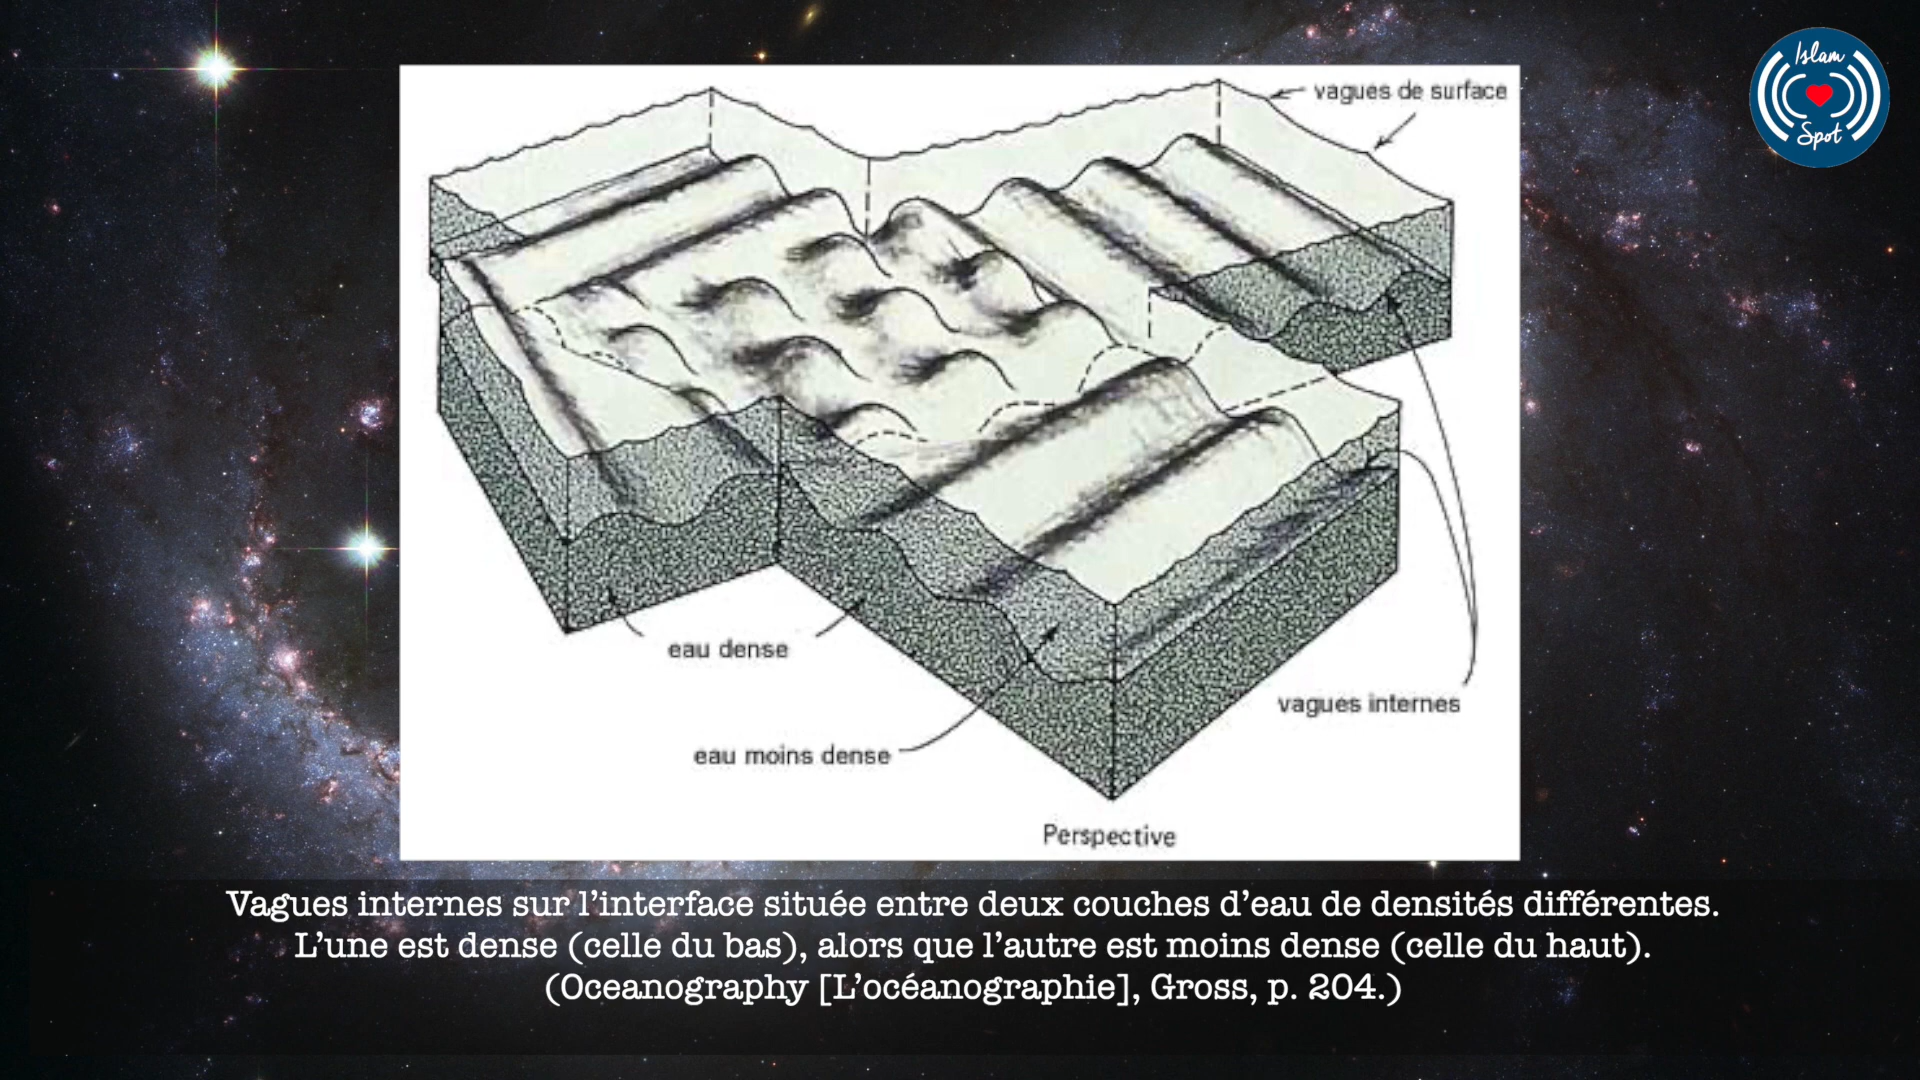 Islam
Spot
vagues de surface
eau dense
vagues internes
eau moins dense
Perspective
Vagues internes sur l’interface située entre deux couches d’eau de densités différentes.
L’une est dense (celle du bas), alors que l’autre est moins dense (celle du haut).
(Oceanography [L’océanographie], Gross, p. 204.)